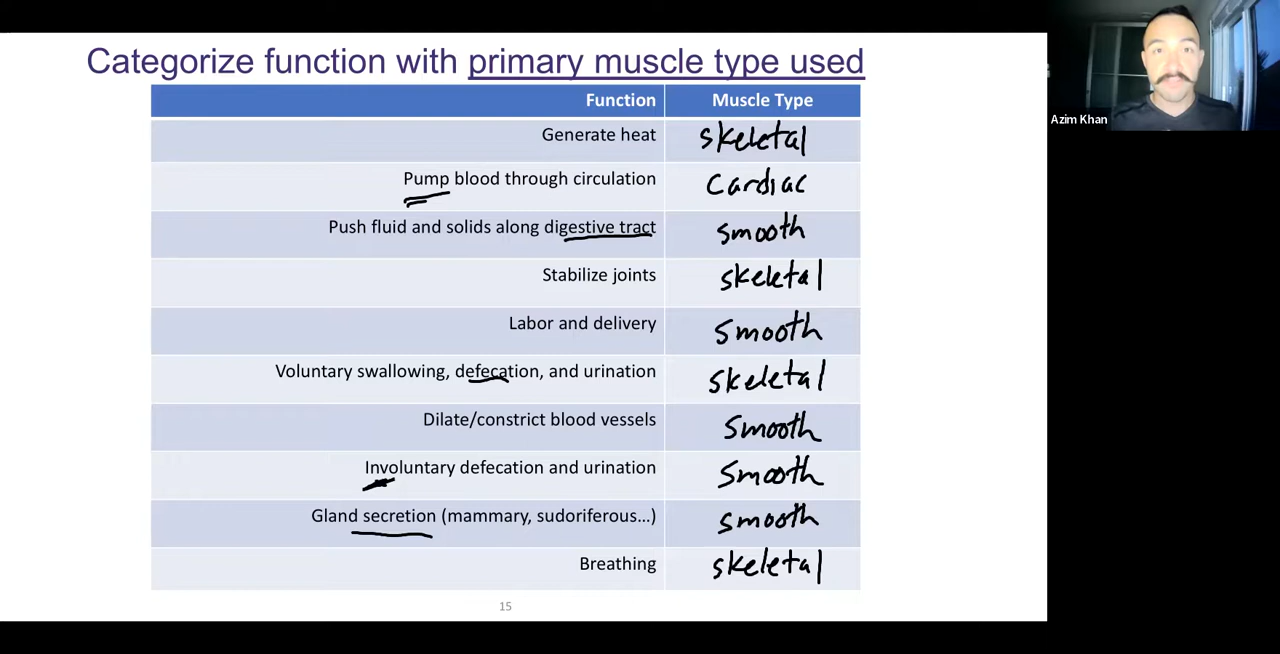 Categorize function with primary muscle type used
Function Muscle Type
Generate heat skeletal
Pump blood through circulation Cardiac
Push fluid and solids along digestive tract smooth
Stabilize joints skeletal
Labor and delivery smooth
Voluntary swallowing, defecation, and urination skeletal
Dilate/constrict blood vessels smooth
Involuntary defecation and urination smooth
Gland secretion (mammary, sudoriferous...) smooth
Breathing skeletal
15
Azim Khan